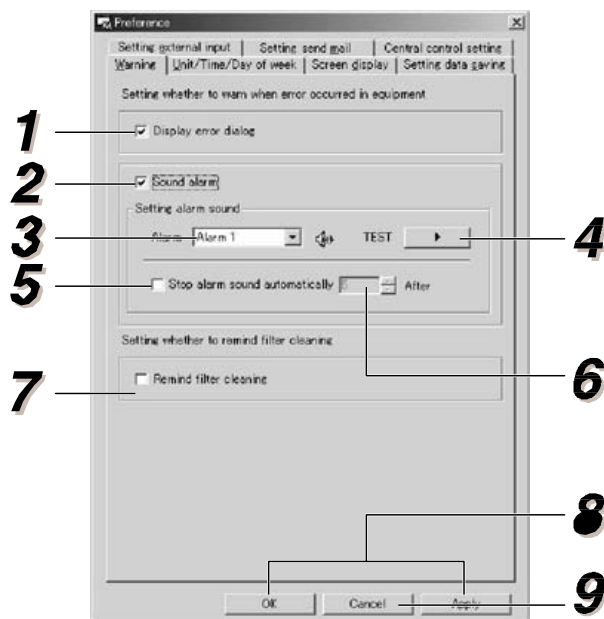 Preference
Setting external input Setting send mail Central control setting
Warning Unit/Time/Day of week Screen display Setting data saving
Setting whether to warn when error occurred in equipment
1
Display error dialog
2
Sound alarm
Setting alarm sound
3
Alarm Alarm 1 TEST
4
5
Stop alarm sound automatically After
6
Setting whether to remind filter cleaning
7
Remind filter cleaning
8
OK Cancel Apply
9